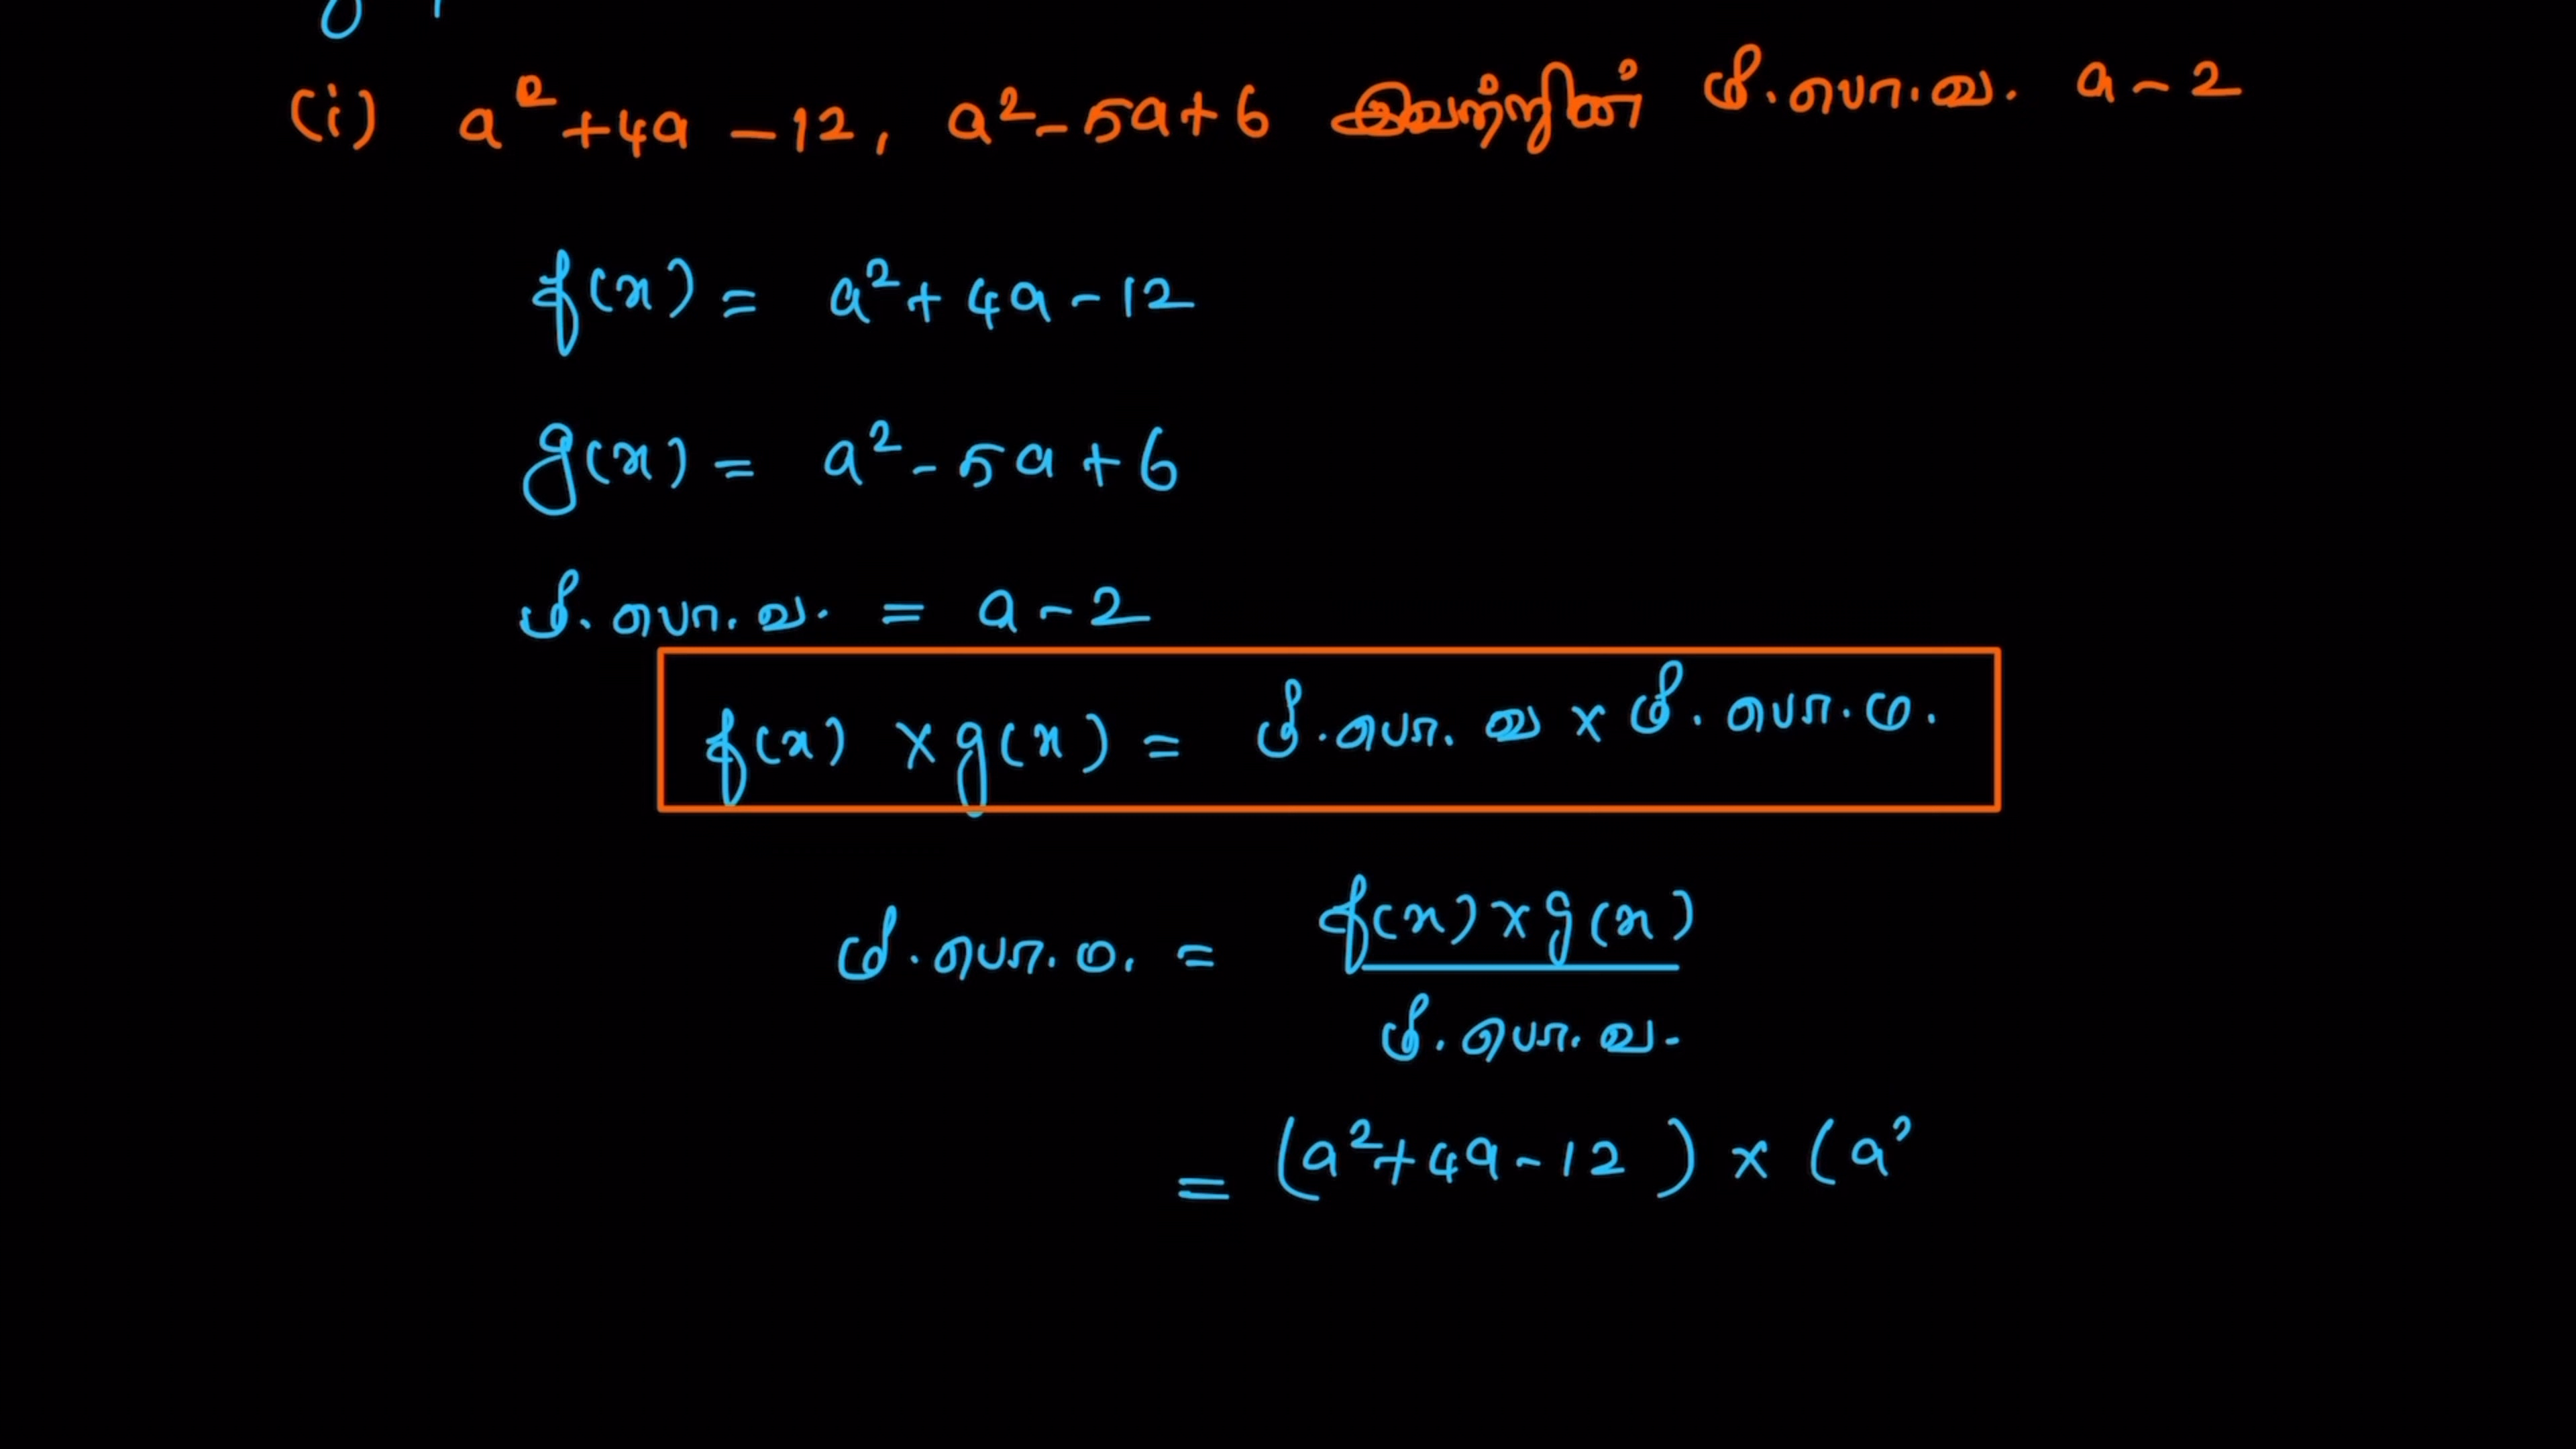 (i) a² + 4a - 12, a² - 5a + 6 இவற்றின் மீ.பொ.வ. a - 2
f(x) = a² + 4a - 12
g(x) = a² - 5a + 6
மீ.பொ.வ. = a - 2
f(x) × g(x) = மீ.பொ.வ × மீ.பொ.ம.
மீ.பொ.ம. = f(x) × g(x)
மீ.பொ.வ.
= (a² + 4a - 12) × (a²